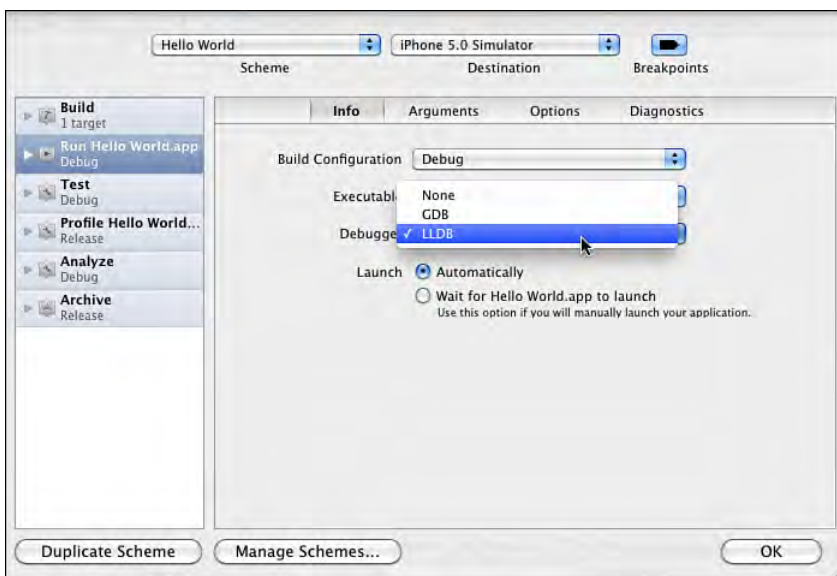 Hello World
iPhone 5.0 Simulator
Scheme
Destination
Breakpoints
Build
1 target
Run Hello World.app
Debug
Test
Debug
Profile Hello World...
Release
Analyze
Debug
Archive
Release
Info
Arguments
Options
Diagnostics
Build Configuration
Debug
Executabl
None
GDB
Debugge
✓ LLDB
Launch
Automatically
Wait for Hello World.app to launch
Use this option if you will manually launch your application.
Duplicate Scheme
Manage Schemes...
OK